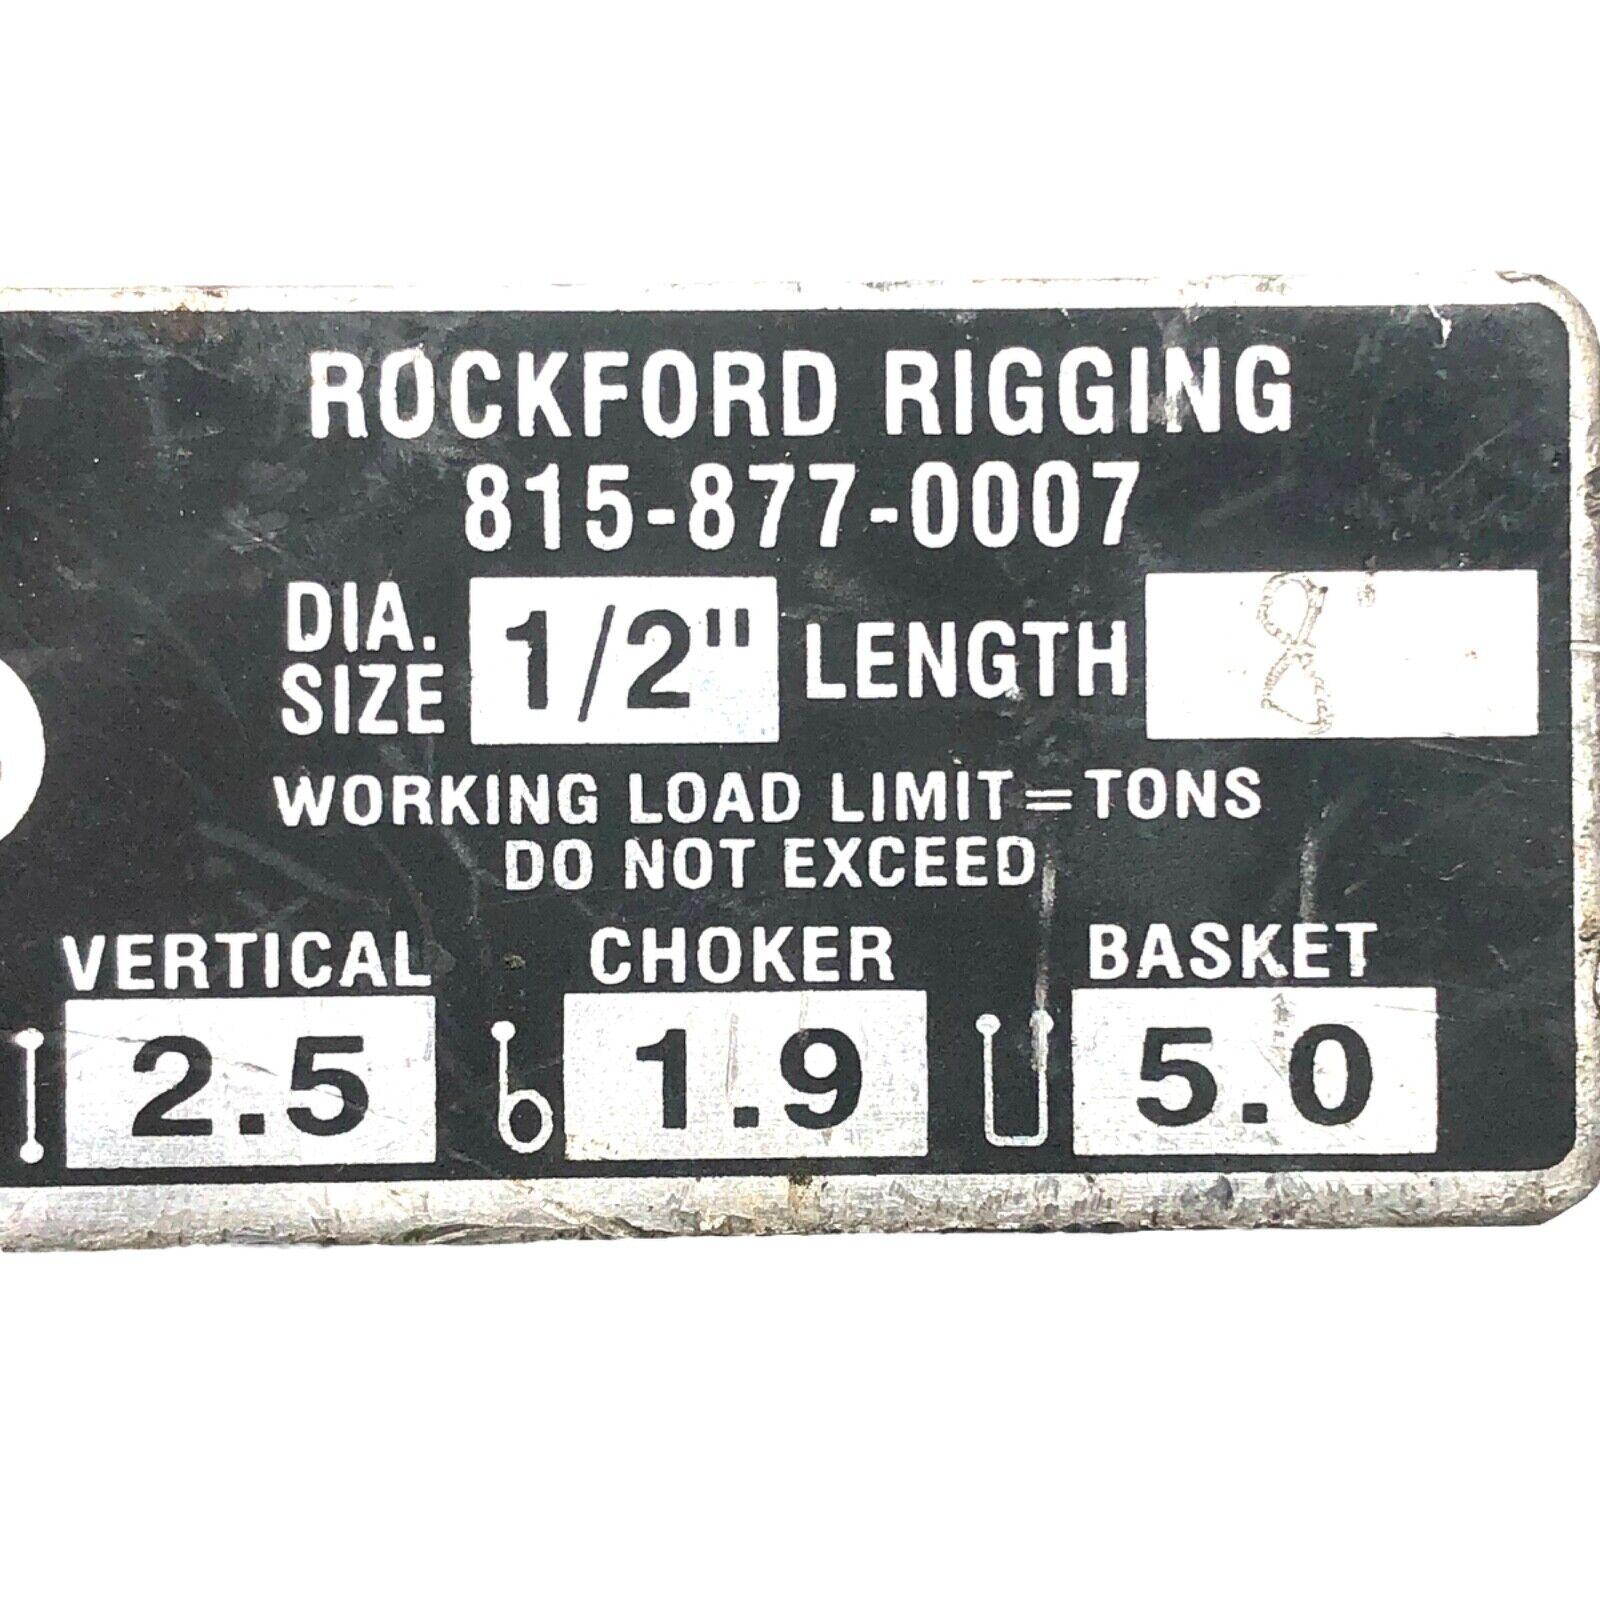 ROCKFORD RIGGING
815-877-0007
DIA. SIZE 1/2" LENGTH 8'
WORKING LOAD LIMIT = TONS
DO NOT EXCEED
VERTICAL CHOKER BASKET
2.5 1.9 5.0